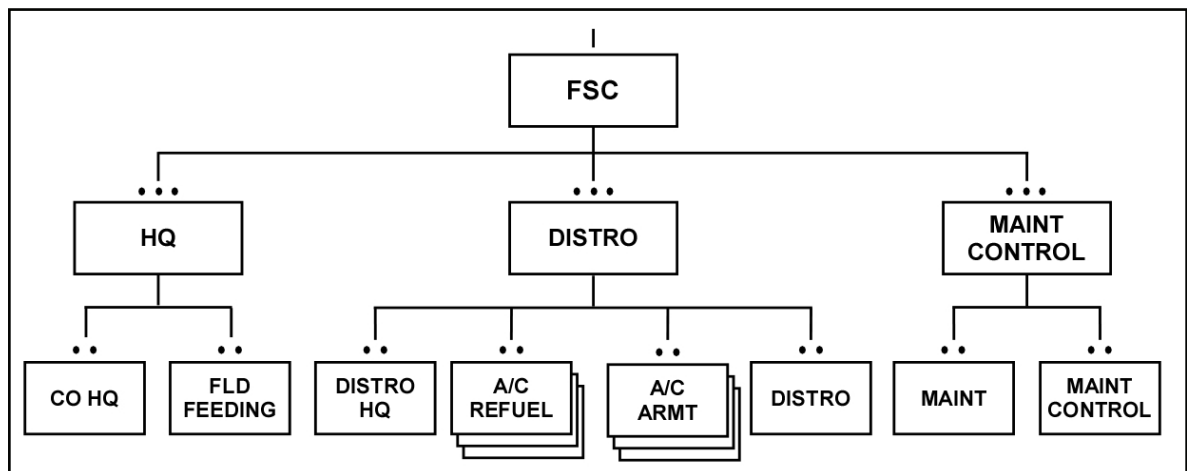 FSC
HQ
DISTRO
MAINT
CONTROL
CO HQ
FLD
FEEDING
DISTRO
HQ
A/C
REFUEL
A/C
ARMT
DISTRO
MAINT
MAINT
CONTROL